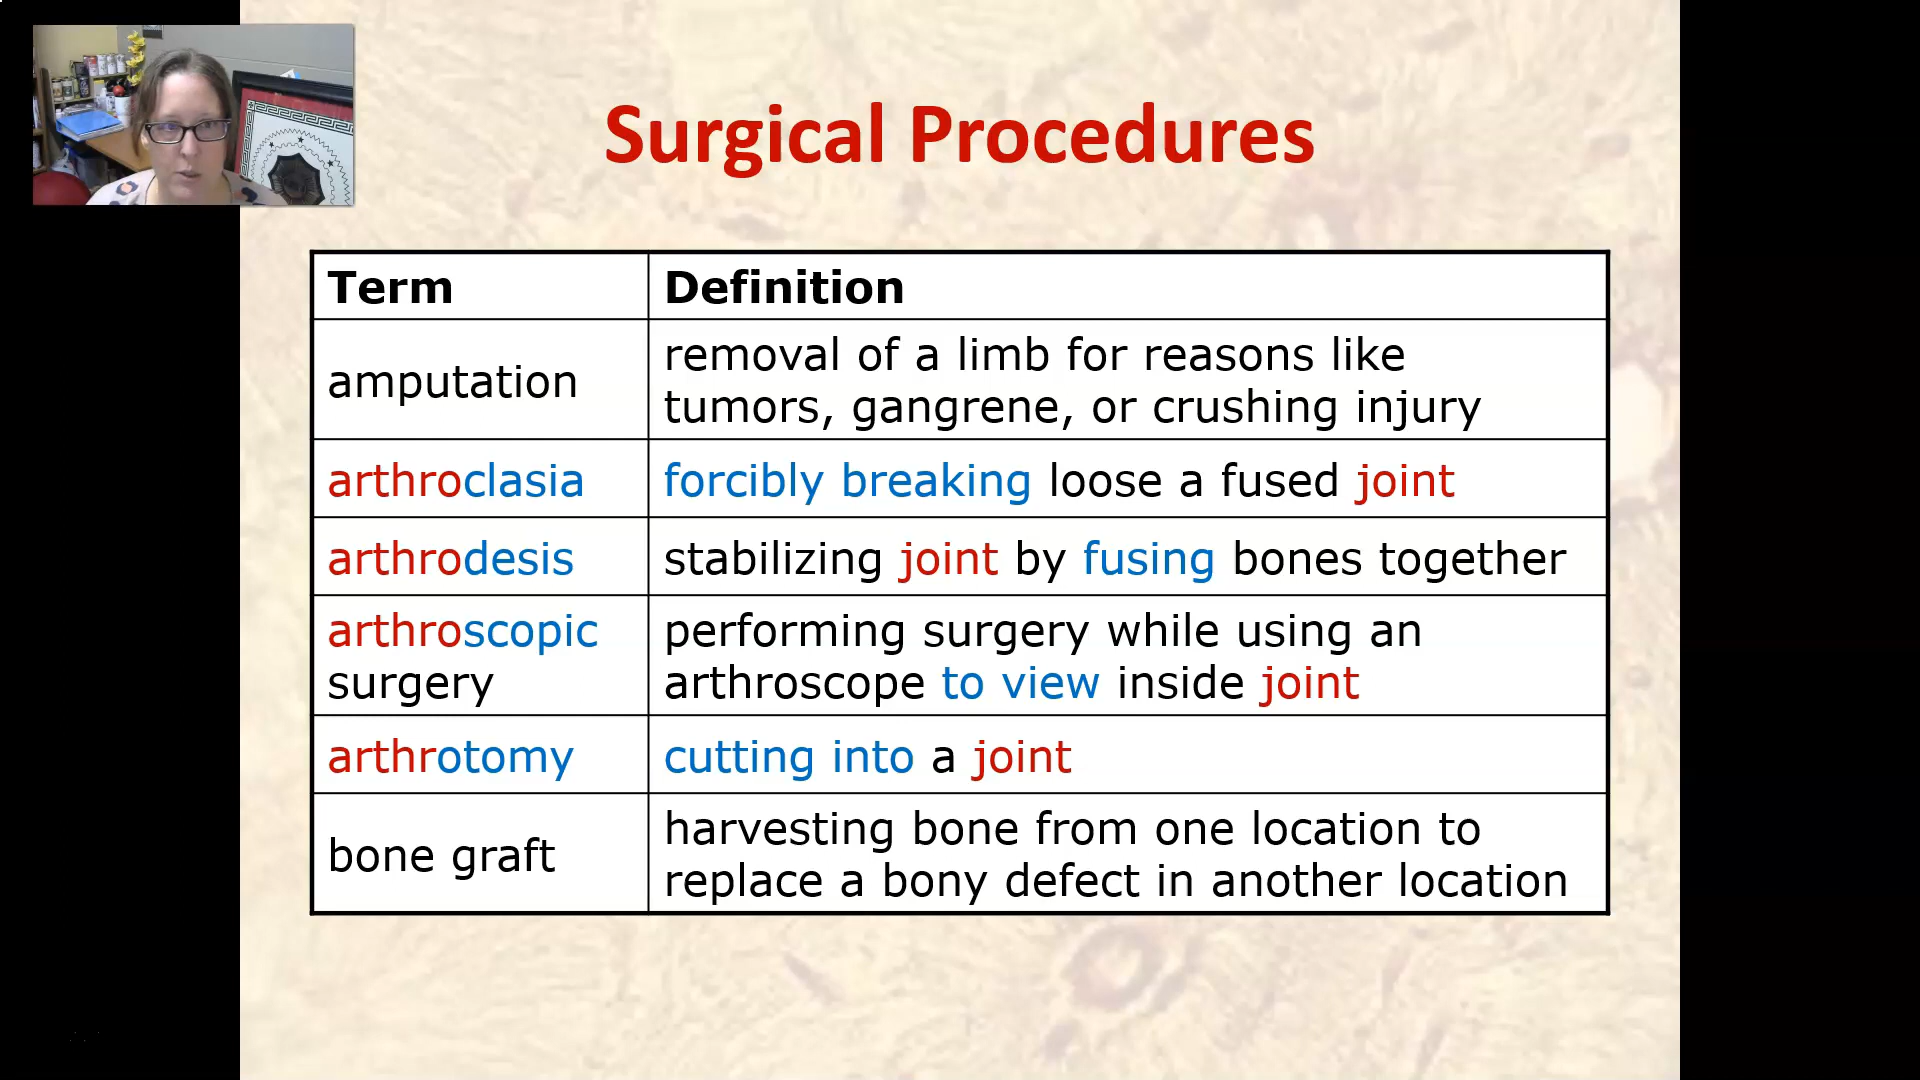 Surgical Procedures
Term
Definition
amputation
removal of a limb for reasons like
tumors, gangrene, or crushing injury
arthroclasia
forcibly breaking loose a fused joint
arthrodesis
stabilizing joint by fusing bones together
arthroscopic
surgery
performing surgery while using an
arthroscope to view inside joint
arthrotomy
cutting into a joint
bone graft
harvesting bone from one location to
replace a bony defect in another location